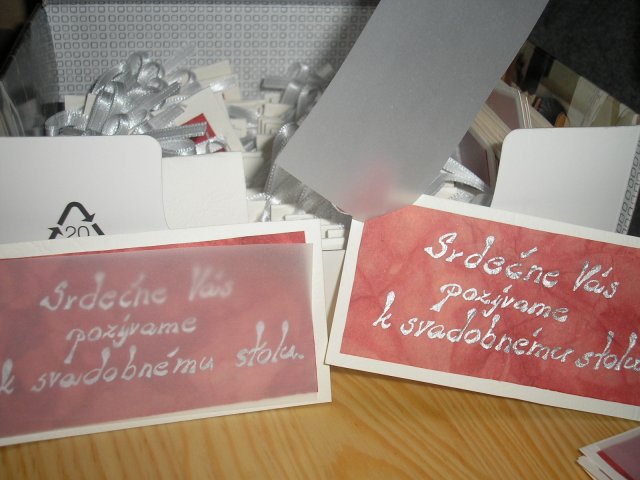 20
Srdečne Vás
pozývame
k svadobnému stolu.
Srdečne Vás
pozývame
k svadobnému stolu